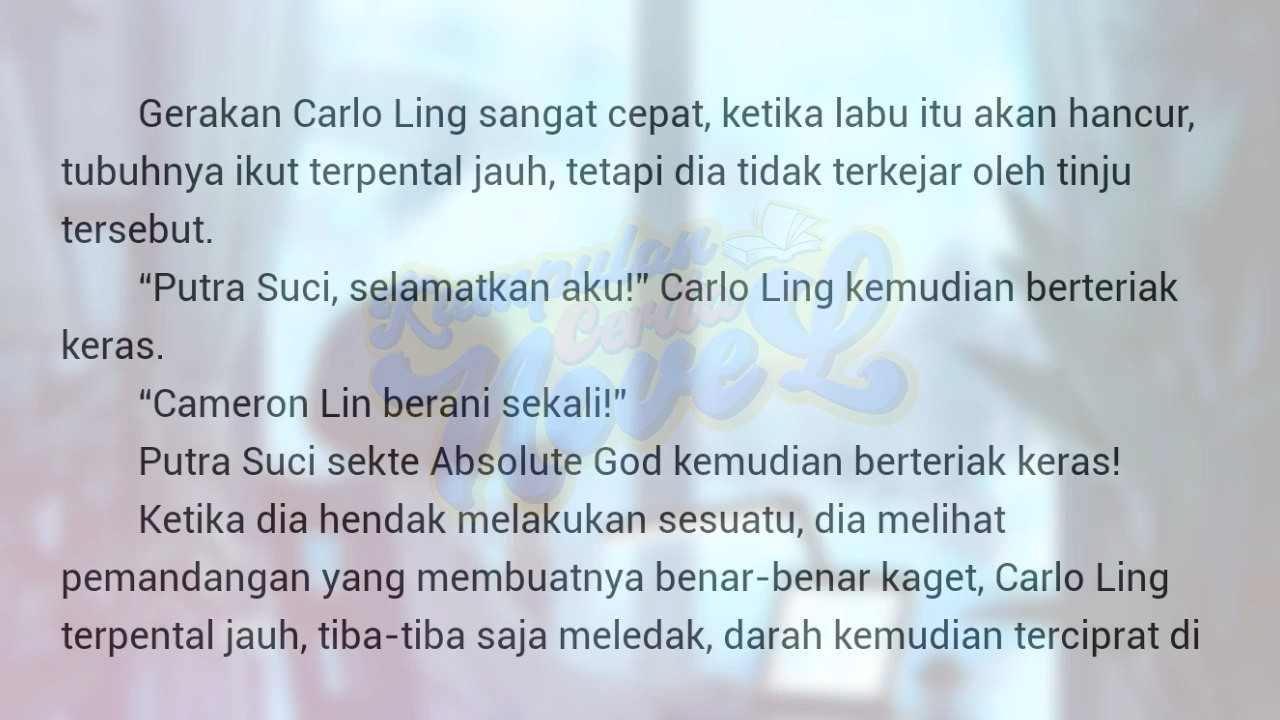 Gerakan Carlo Ling sangat cepat, ketika labu itu akan hancur,
tubuhnya ikut terpental jauh, tetapi dia tidak terkejar oleh tinju
tersebut.
“Putra Suci, selamatkan aku!” Carlo Ling kemudian berteriak
keras.
“Cameron Lin berani sekali!”
Putra Suci sekte Absolute God kemudian berteriak keras!
Ketika dia hendak melakukan sesuatu, dia melihat
pemandangan yang membuatnya benar-benar kaget, Carlo Ling
terpental jauh, tiba-tiba saja meledak, darah kemudian terciprat di
Kumpulan
Cerita
NoveL